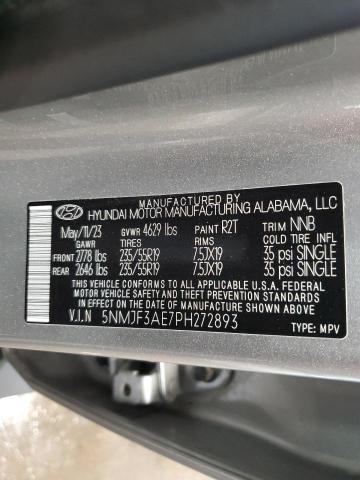 MANUFACTURED BY
HYUNDAI MOTOR MANUFACTURING ALABAMA, LLC
May/11/23 GVWR 4629 lbs PAINT R2T TRIM NNB
GAWR TIRES RIMS COLD TIRE INFL
FRONT 2778 lbs 235/55R19 7.5JX19 35 psi SINGLE
REAR 2646 lbs 235/55R19 7.5JX19 35 psi SINGLE
THIS VEHICLE CONFORMS TO ALL APPLICABLE U.S. FEDERAL
MOTOR VEHICLE SAFETY, AND THEFT PREVENTION STANDARDS
IN EFFECT ON THE DATE OF MANUFACTURE SHOWN ABOVE.
V.I.N 5NMJF3AE7PH272893
TYPE: MPV